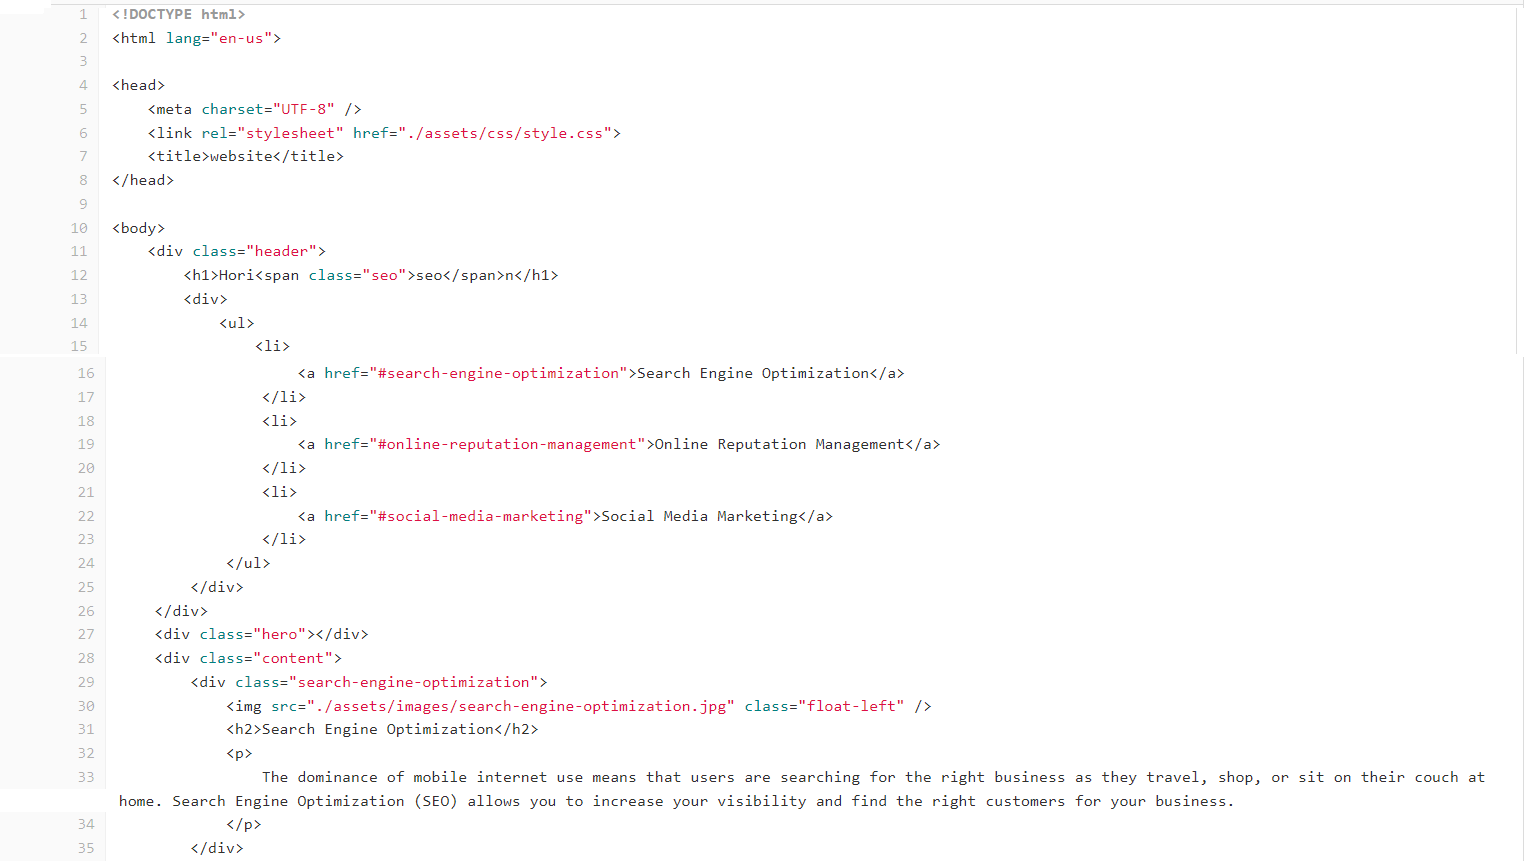 1 <!DOCTYPE html>
2 <html lang="en-us">
3
4 <head>
5 <meta charset="UTF-8" />
6 <link rel="stylesheet" href="./assets/css/style.css">
7 <title>website</title>
8 </head>
9
10 <body>
11 <div class="header">
12 <h1>Hori<span class="seo">seo</span>n</h1>
13 <div>
14 <ul>
15 <li>
16 <a href="#search-engine-optimization">Search Engine Optimization</a>
17 </li>
18 <li>
19 <a href="#online-reputation-management">Online Reputation Management</a>
20 </li>
21 <li>
22 <a href="#social-media-marketing">Social Media Marketing</a>
23 </li>
24 </ul>
25 </div>
26 </div>
27 <div class="hero"></div>
28 <div class="content">
29 <div class="search-engine-optimization">
30 <img src="./assets/images/search-engine-optimization.jpg" class="float-left" />
31 <h2>Search Engine Optimization</h2>
32 <p>
33 The dominance of mobile internet use means that users are searching for the right business as they travel, shop, or sit on their couch at
home. Search Engine Optimization (SEO) allows you to increase your visibility and find the right customers for your business.
34 </p>
35 </div>